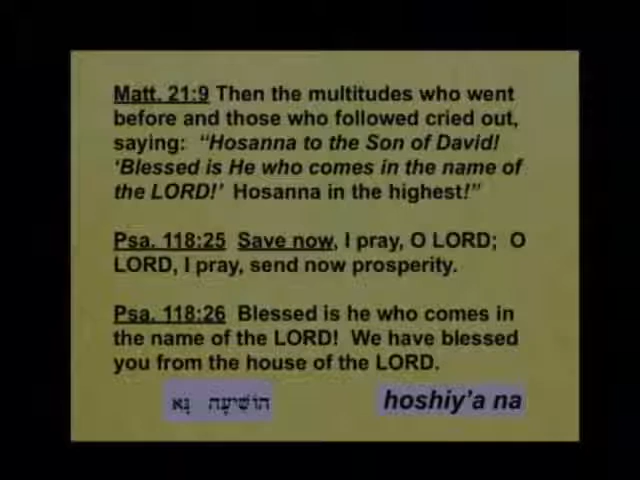 Matt. 21:9 Then the multitudes who went
before and those who followed cried out,
saying: “Hosanna to the Son of David!
‘Blessed is He who comes in the name of
the LORD!’ Hosanna in the highest!”
Psa. 118:25 Save now, I pray, O LORD; O
LORD, I pray, send now prosperity.
Psa. 118:26 Blessed is he who comes in
the name of the LORD! We have blessed
you from the house of the LORD.
הוֹשִׁיעָה נָּא
hoshiy’a na